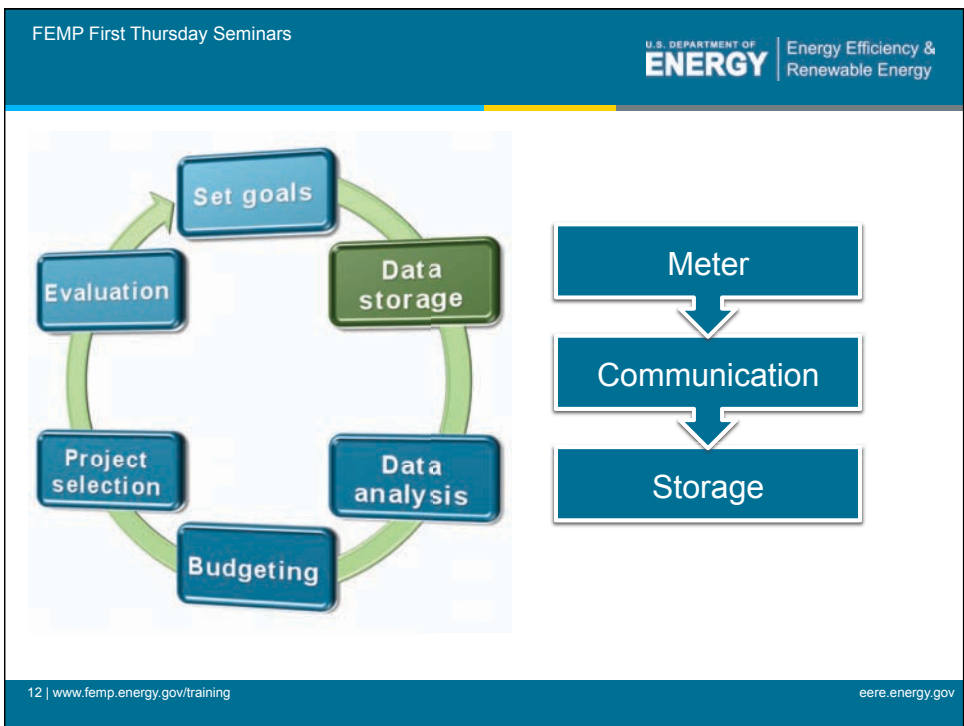 FEMP First Thursday Seminars
U.S. DEPARTMENT OF
ENERGY
Energy Efficiency &
Renewable Energy
Set goals
Data
storage
Data
analysis
Budgeting
Project
selection
Evaluation
Meter
Communication
Storage
12 | www.femp.energy.gov/training
eere.energy.gov